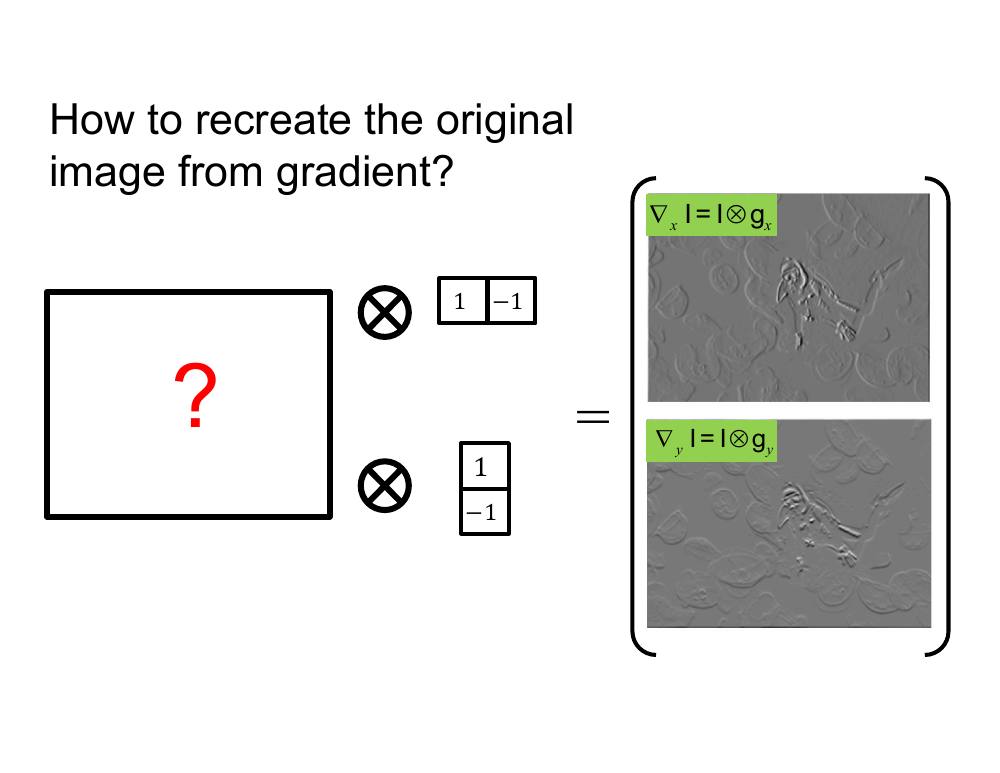 How to recreate the original
image from gradient?
∇x I = I ⊗ gx
1 −1
?
=
∇y I = I ⊗ gy
1
−1